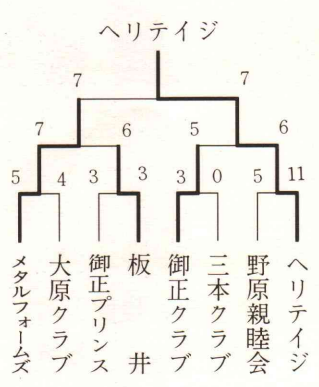 ヘリテイジ
7 7
7 6 5 6
5 4 3 3 3 0 5 11
メタルフォームズ
大原クラブ
御正プリンス
板井
御正クラブ
三本クラブ
野原親睦会
ヘリテイジ